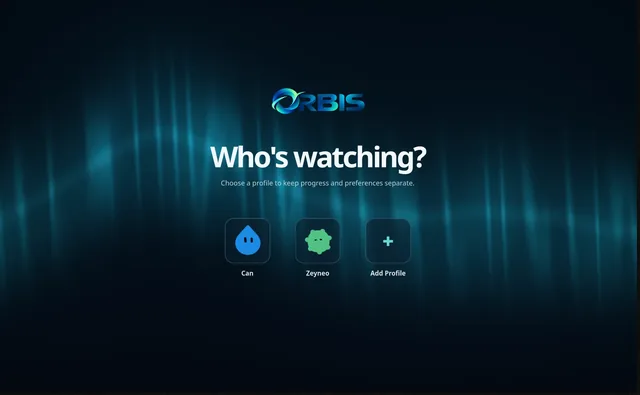 ORBIS
Who's watching?
Choose a profile to keep progress and preferences separate.
Can
Zeyneo
Add Profile